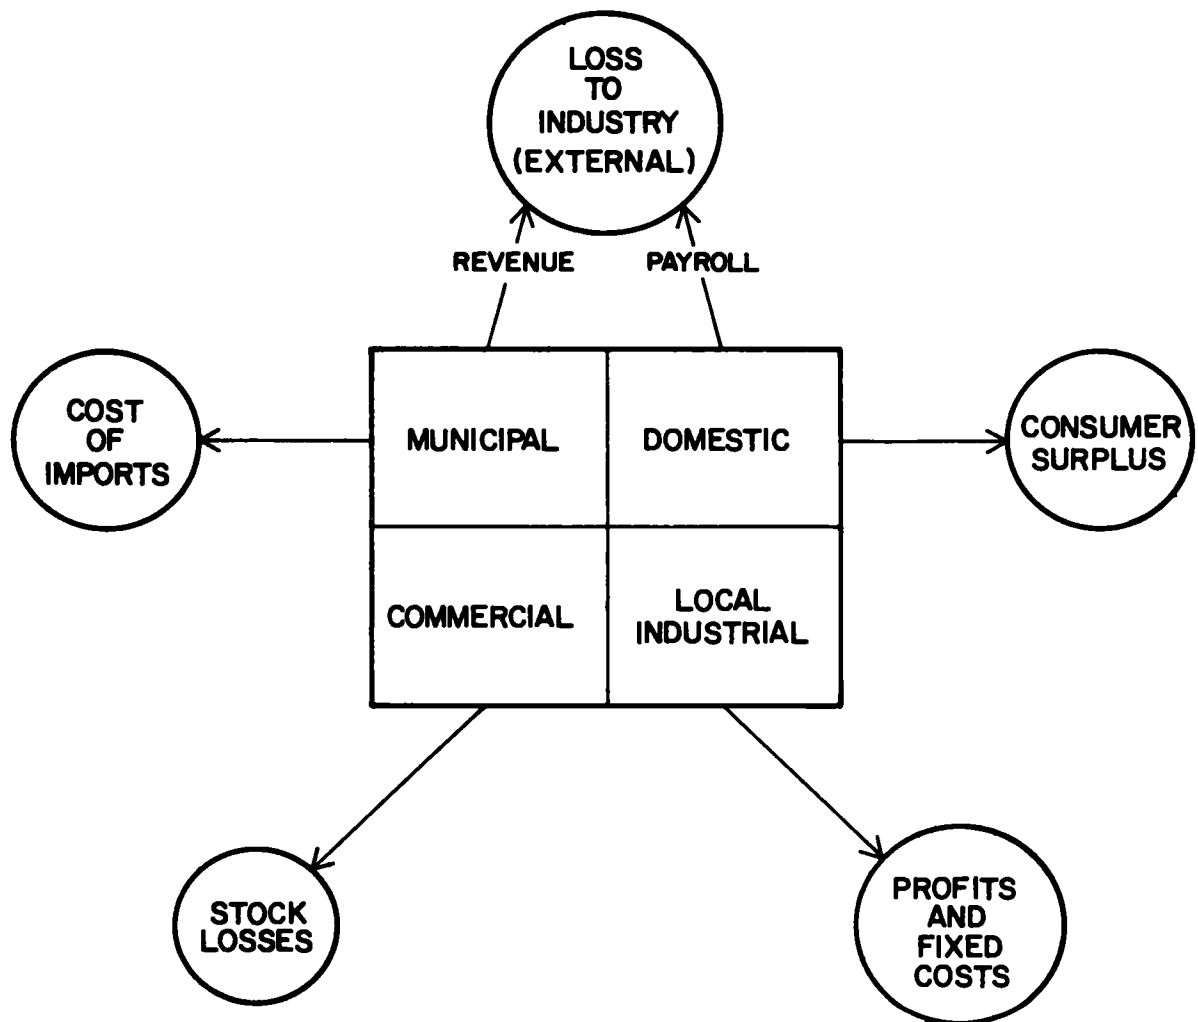 LOSS
TO
INDUSTRY
(EXTERNAL)
REVENUE
PAYROLL
COST
OF
IMPORTS
MUNICIPAL
DOMESTIC
CONSUMER
SURPLUS
COMMERCIAL
LOCAL
INDUSTRIAL
STOCK
LOSSES
PROFITS
AND
FIXED
COSTS